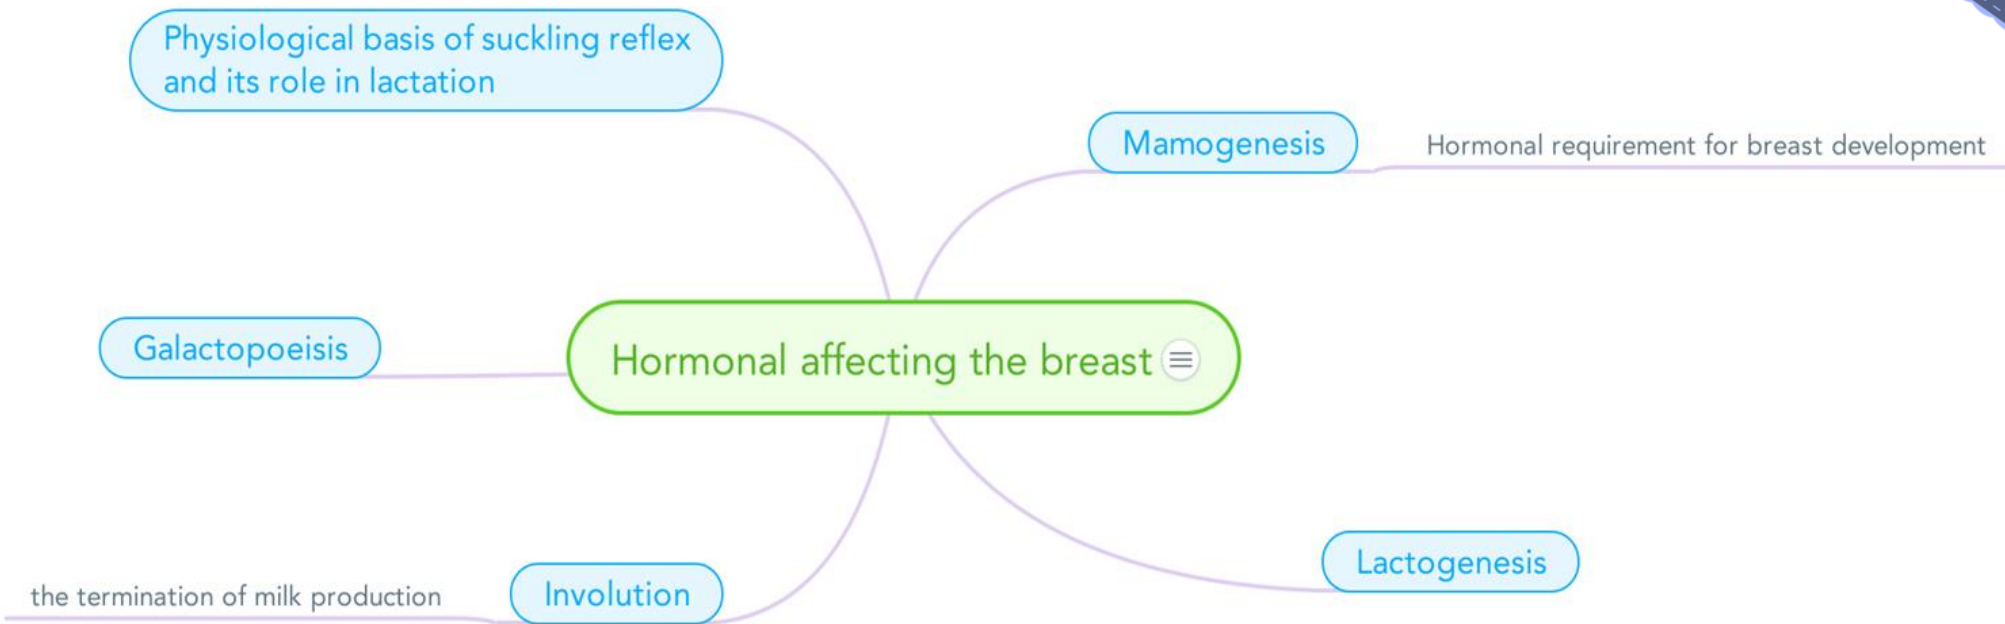 Physiological basis of suckling reflex
and its role in lactation
Mamogenesis
Hormonal requirement for breast development
Galactopoeisis
Hormonal affecting the breast
Lactogenesis
Involution
the termination of milk production